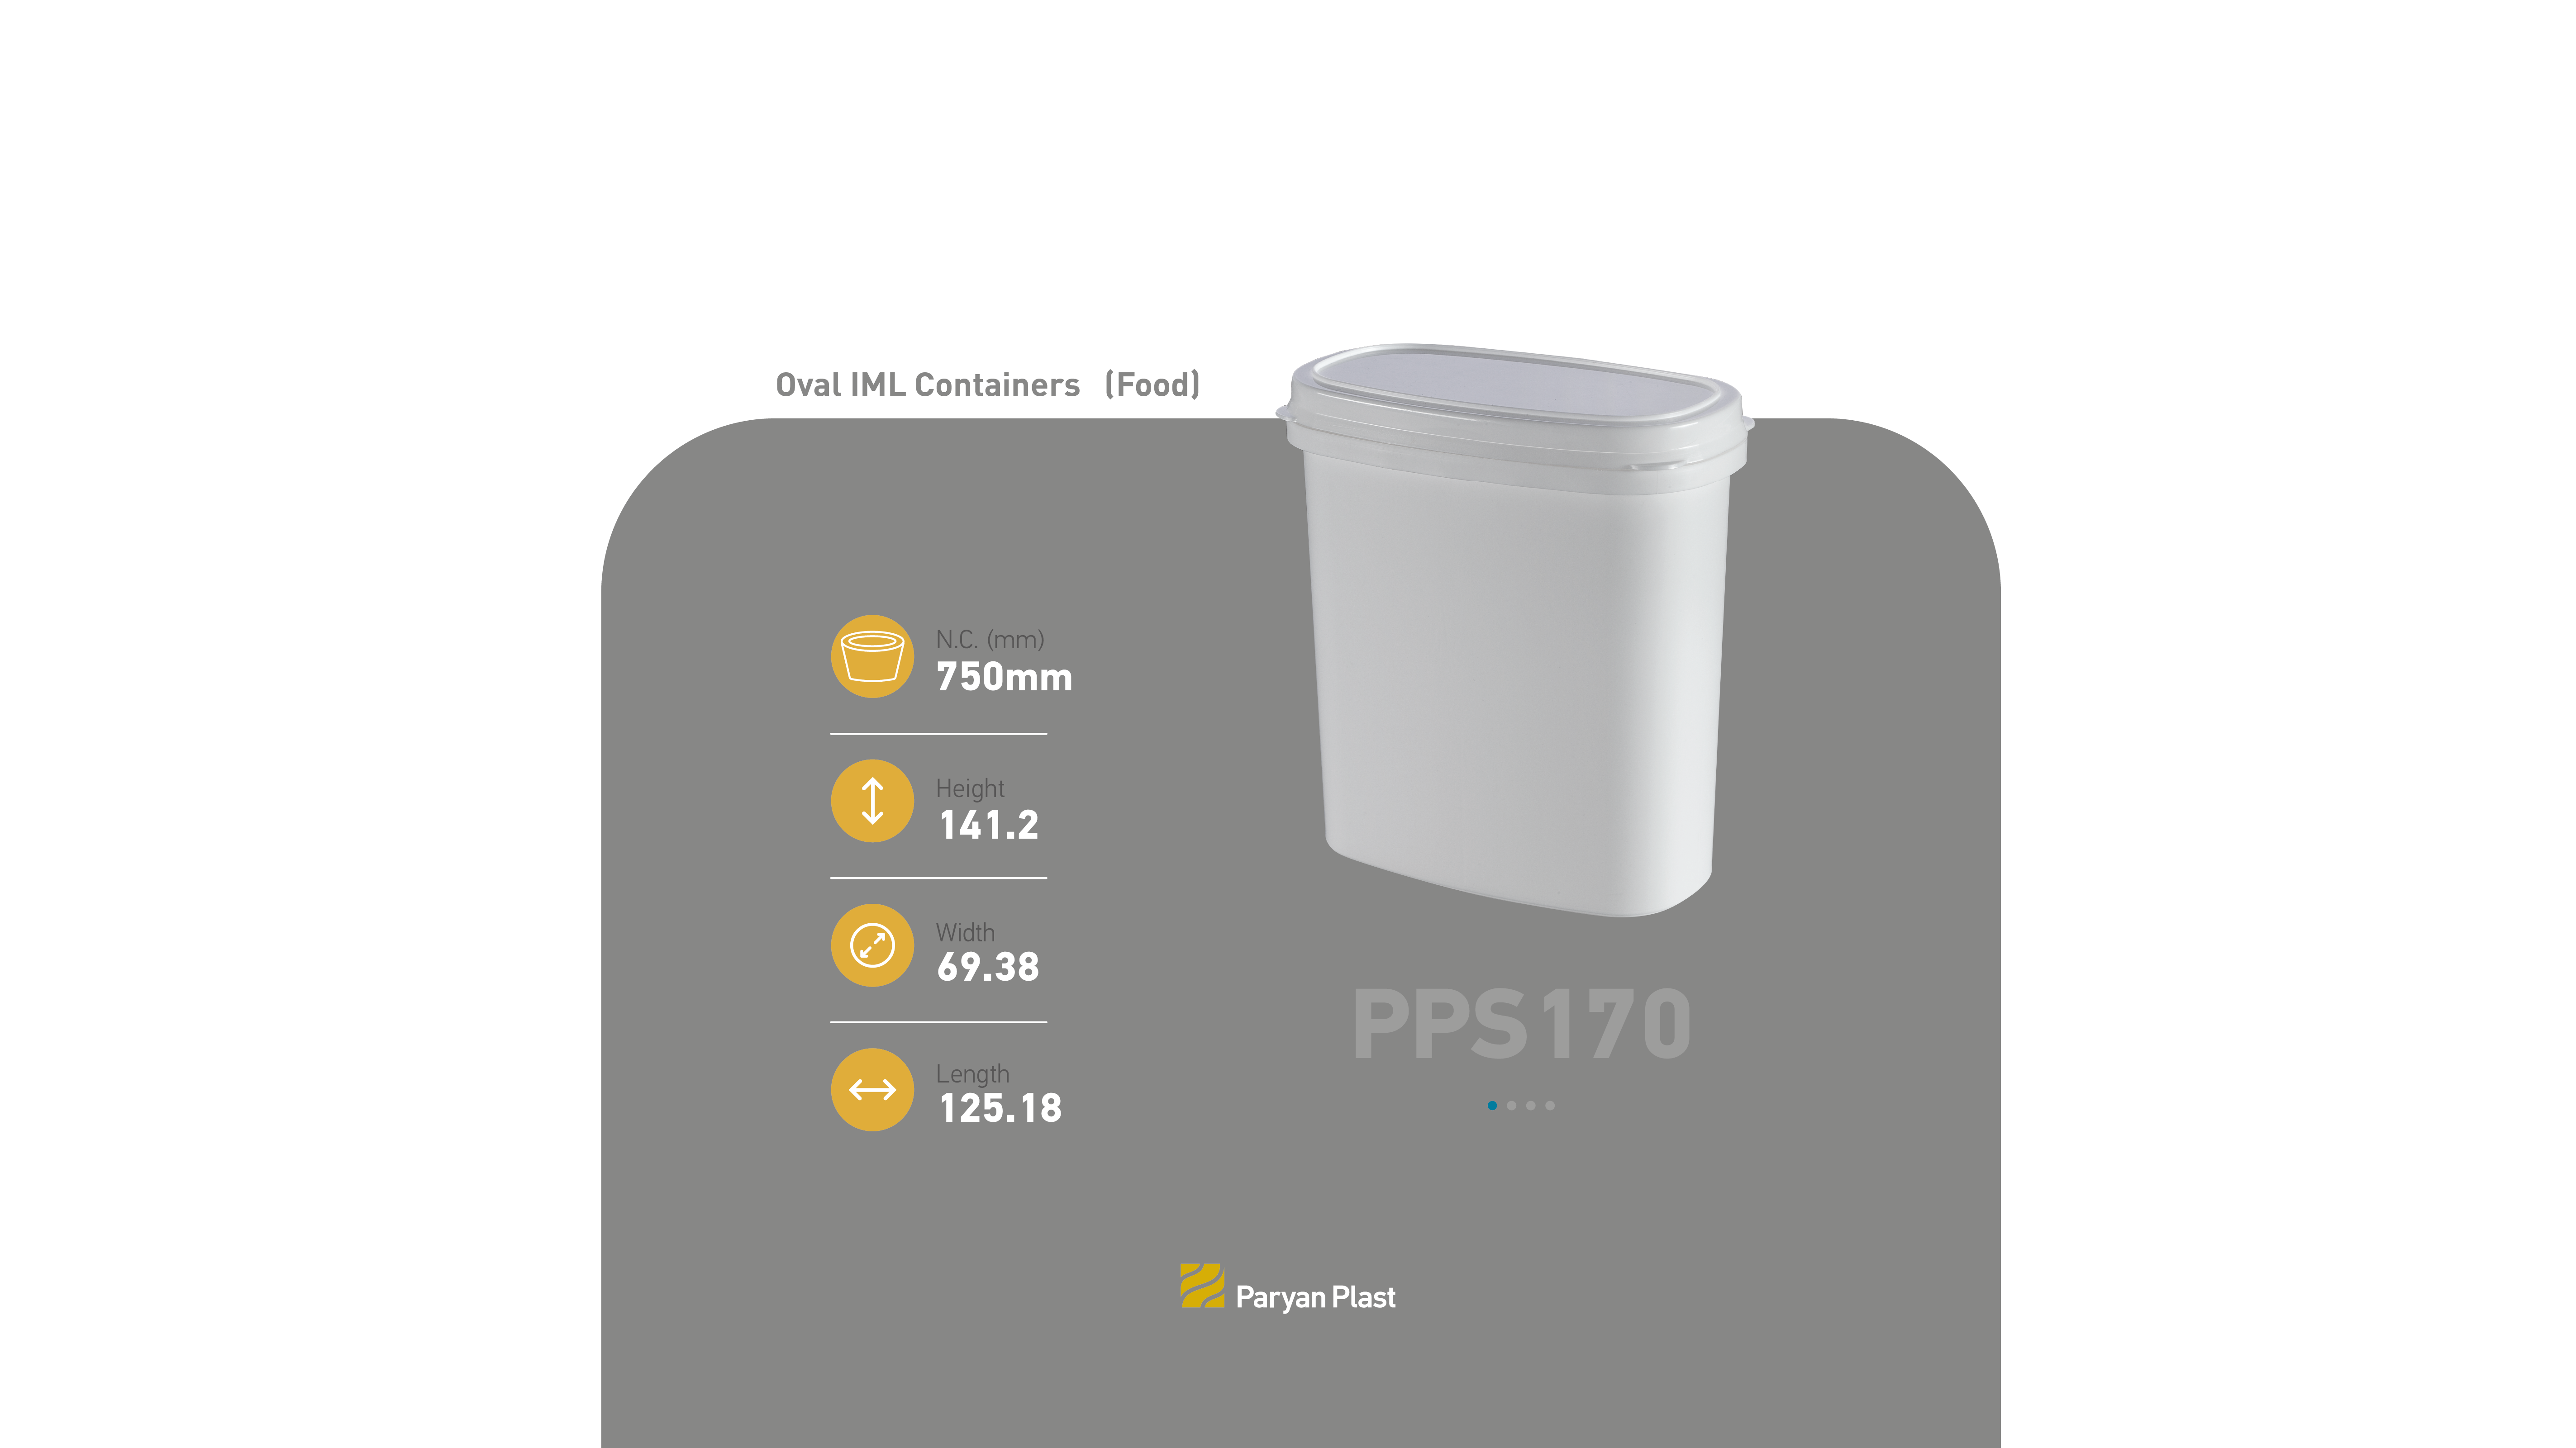 Oval IML Containers (Food)
N.C. (mm)
750mm
Height
141.2
Width
69.38
Length
125.18
PPS170
Paryan Plast